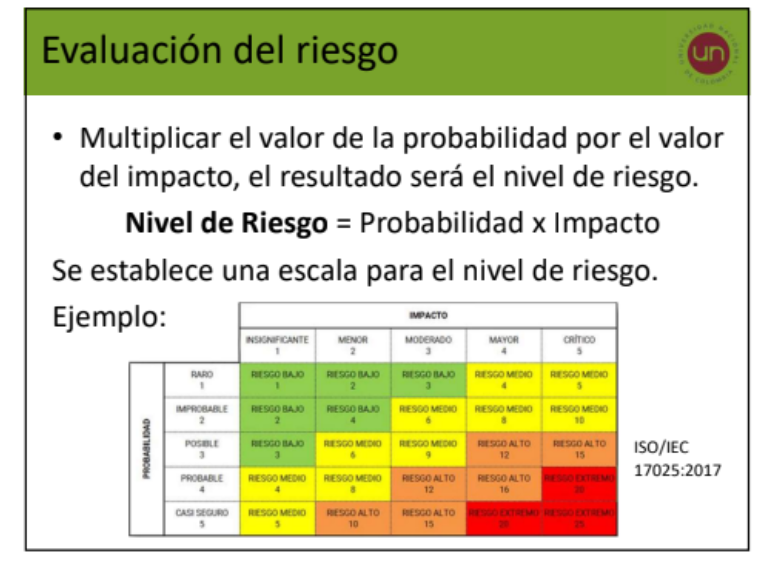 Evaluación del riesgo
UNIVERSIDAD NACIONAL
DE COLOMBIA
un
• Multiplicar el valor de la probabilidad por el valor
del impacto, el resultado será el nivel de riesgo.
Nivel de Riesgo = Probabilidad x Impacto
Se establece una escala para el nivel de riesgo.
Ejemplo:
IMPACTO
INSIGNIFICANTE MENOR MODERADO MAYOR CRÍTICO
1 2 3 4 5
PROBABILIDAD
RARO RIESGO BAJO RIESGO BAJO RIESGO BAJO RIESGO MEDIO RIESGO MEDIO
1 1 2 3 4 5
IMPROBABLE RIESGO BAJO RIESGO BAJO RIESGO MEDIO RIESGO MEDIO RIESGO MEDIO
2 2 4 6 8 10
POSIBLE RIESGO BAJO RIESGO MEDIO RIESGO MEDIO RIESGO ALTO RIESGO ALTO
3 3 6 9 12 15
PROBABLE RIESGO MEDIO RIESGO MEDIO RIESGO ALTO RIESGO ALTO RIESGO EXTREMO
4 4 8 12 16 20
CASI SEGURO RIESGO MEDIO RIESGO ALTO RIESGO ALTO RIESGO EXTREMO RIESGO EXTREMO
5 5 10 15 20 25
ISO/IEC
17025:2017